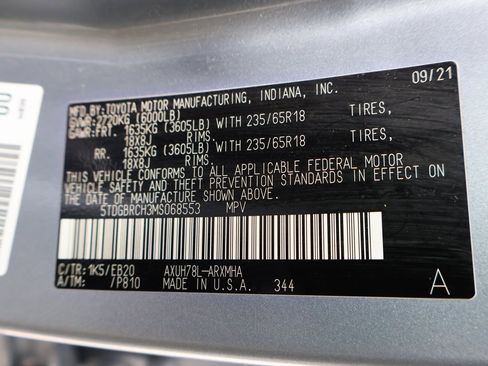 09/21
MFD.BY:TOYOTA MOTOR MANUFACTURING, INDIANA, INC.
GVWR:2720KG (6000LB)
GAWR:FRT. 1635KG (3605LB) WITH 235/65R18 TIRES,
18X8J RIMS.
RR. 1635KG (3605LB) WITH 235/65R18 TIRES,
18X8J RIMS.
THIS VEHICLE CONFORMS TO ALL APPLICABLE FEDERAL MOTOR
VEHICLE SAFETY AND THEFT PREVENTION STANDARDS IN EFFECT ON
THE DATE OF MANUFACTURE SHOWN ABOVE.
5TDGBRCH3MS068553 MPV
C/TR: 1K5/EB20 AXUH78L-ARXMHA
A/TM: /P810 MADE IN U.S.A. 344 A